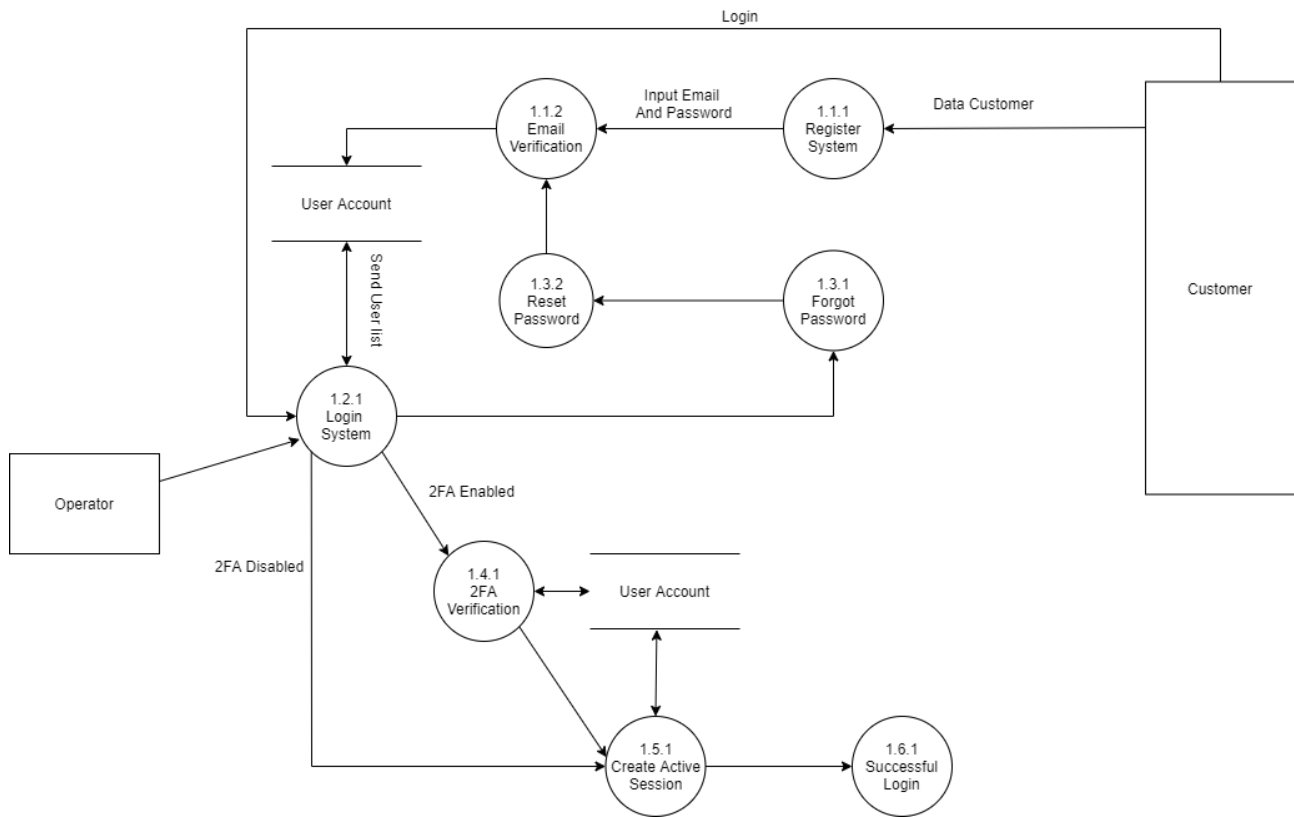 Login
1.1.2
Email
Verification
Input Email
And Password
1.1.1
Register
System
Data Customer
User Account
Send User list
1.3.2
Reset
Password
1.3.1
Forgot
Password
Customer
1.2.1
Login
System
Operator
2FA Enabled
2FA Disabled
1.4.1
2FA
Verification
User Account
1.5.1
Create Active
Session
1.6.1
Successful
Login